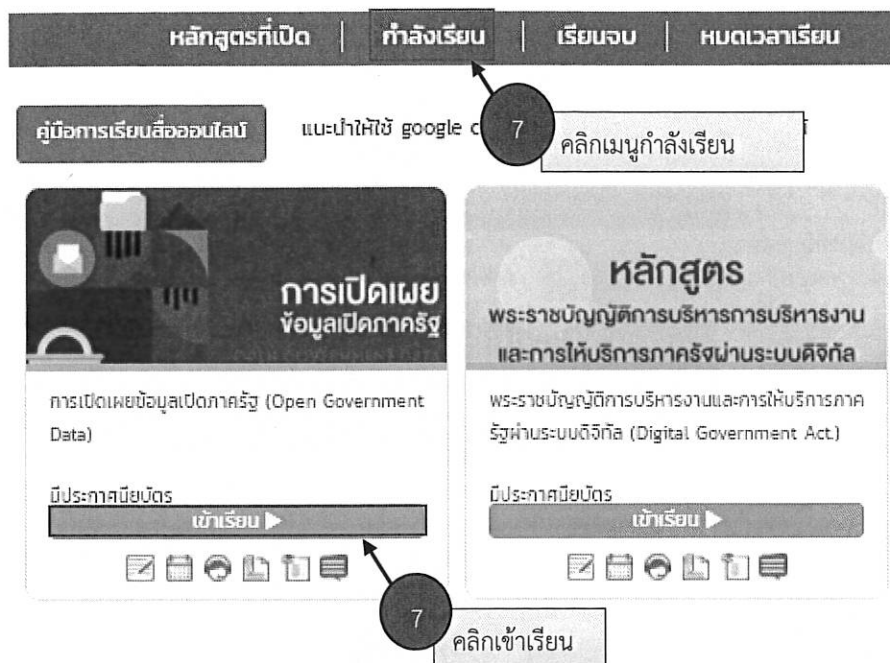 หลักสูตรที่เปิด | กำลังเรียน | เรียนจบ | หมดเวลาเรียน
คู่มือการเรียนสื่อออนไลน์
แนะนำให้ใช้ google c
7
คลิกเมนูกำลังเรียน
การเปิดเผย
ข้อมูลเปิดภาครัฐ
การเปิดเผยข้อมูลเปิดภาครัฐ (Open Government
Data)
มีประกาศนียบัตร
เข้าเรียน
หลักสูตร
พระราชบัญญัติการบริหารการบริหารงาน
และการให้บริการภาครัฐผ่านระบบดิจิทัล
พระราชบัญญัติการบริหารงานและการให้บริการภาค
รัฐผ่านระบบดิจิทัล (Digital Government Act.)
มีประกาศนียบัตร
เข้าเรียน
7
คลิกเข้าเรียน